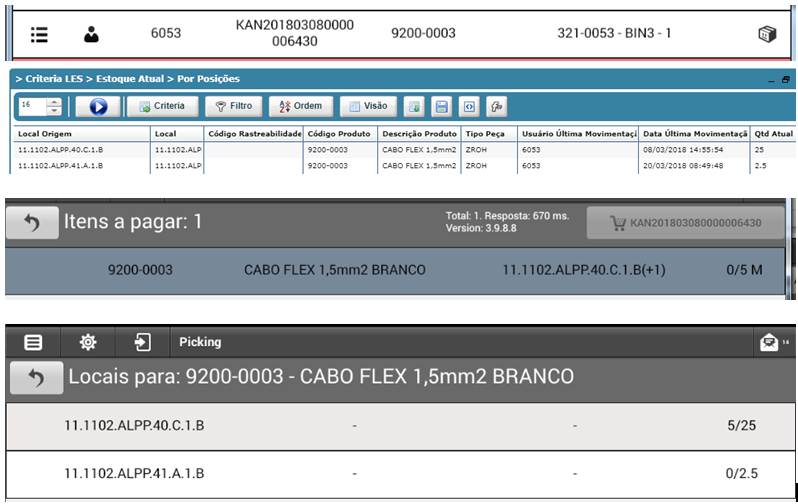 6053 KAN201803080000 9200-0003 321-0053 - BIN3 - 1
006430
> Criteria LES > Estoque Atual > Por Posições
16 Criteria Filtro Ordem Visão
Local Origem Local Código Rastreabilidade Código Produto Descrição Produto Tipo Peça Usuário Última Movimentaçã Data Última Movimentaçã Qtd Atual
11.1102.ALPP.40.C.1.B 11.1102.ALP 9200-0003 CABO FLEX 1,5mm2 ZROH 6053 08/03/2018 14:55:54 25
11.1102.ALPP.41.A.1.B 11.1102.ALP 9200-0003 CABO FLEX 1,5mm2 ZROH 6053 20/03/2018 08:49:48 2.5
Itens a pagar: 1
Total: 1. Resposta: 670 ms.
Version: 3.9.8.8
KAN201803080000006430
9200-0003 CABO FLEX 1,5mm2 BRANCO 11.1102.ALPP.40.C.1.B(+1) 0/5 M
Picking 14
Locais para: 9200-0003 - CABO FLEX 1,5mm2 BRANCO
11.1102.ALPP.40.C.1.B - - 5/25
11.1102.ALPP.41.A.1.B - - 0/2.5